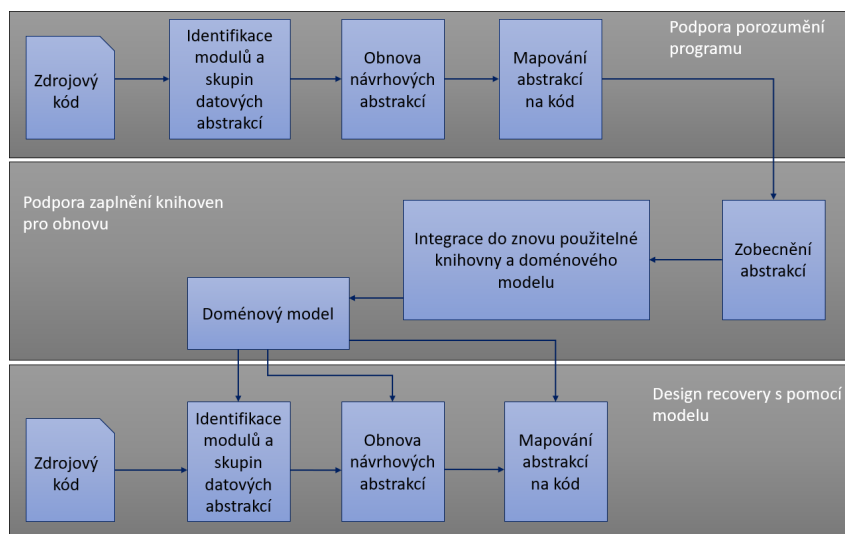 Podpora porozumění
programu
Zdrojový
kód
Identifikace
modulů a
skupin
datových
abstrakcí
Obnova
návrhových
abstrakcí
Mapování
abstrakcí
na kód
Podpora zaplnění knihoven
pro obnovu
Integrace do znovu použitelné
knihovny a doménového
modelu
Zobecnění
abstrakcí
Doménový model
Design recovery s pomocí
modelu
Zdrojový
kód
Identifikace
modulů a
skupin
datových
abstrakcí
Obnova
návrhových
abstrakcí
Mapování
abstrakcí
na kód